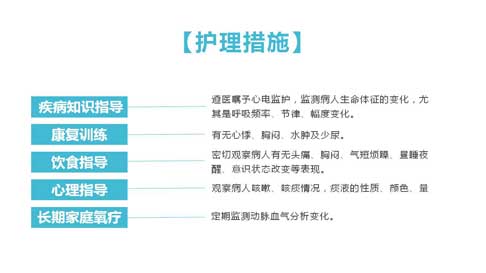 【护理措施】
疾病知识指导
遵医嘱予心电监护，监测病人生命体征的变化，尤
其是呼吸频率、节律、幅度变化。
康复训练
有无心悸、胸闷、水肿及少尿。
饮食指导
密切观察病人有无头痛、胸闷、气短烦躁、昼睡夜
醒、意识状态改变等表现。
心理指导
观察病人咳嗽、咳痰情况，痰液的性质、颜色、量
长期家庭氧疗
定期监测动脉血气分析变化。